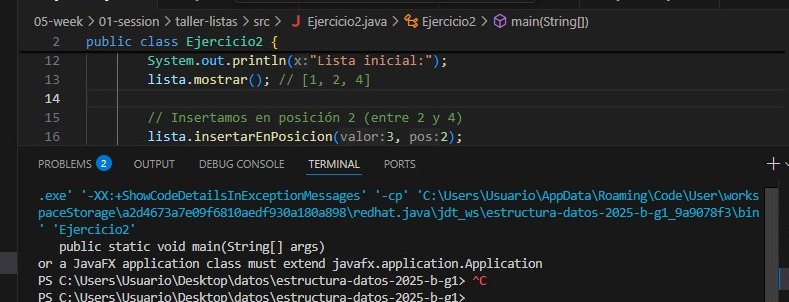 05-week > 01-session > taller-listas > src > J Ejercicio2.java > Ejercicio2 > main(String[])
2 public class Ejercicio2 {
12 System.out.println(x:"Lista inicial:");
13 lista.mostrar(); // [1, 2, 4]
14
15 // Insertamos en posición 2 (entre 2 y 4)
16 lista.insertarEnPosicion(valor:3, pos:2);
PROBLEMS 2 OUTPUT DEBUG CONSOLE TERMINAL PORTS
.exe' '-XX:+ShowCodeDetailsInExceptionMessages' '-cp' 'C:\Users\Usuario\AppData\Roaming\Code\User\works
paceStorage\a2d4673a7e09f6810aedf930a180a898\redhat.java\jdt_ws\estructura-datos-2025-b-g1_9a9078f3\bin
' 'Ejercicio2'
public static void main(String[] args)
or a JavaFX application class must extend javafx.application.Application
PS C:\Users\Usuario\Desktop\datos\estructura-datos-2025-b-g1> ^C
PS C:\Users\Usuario\Desktop\datos\estructura-datos-2025-b-g1>